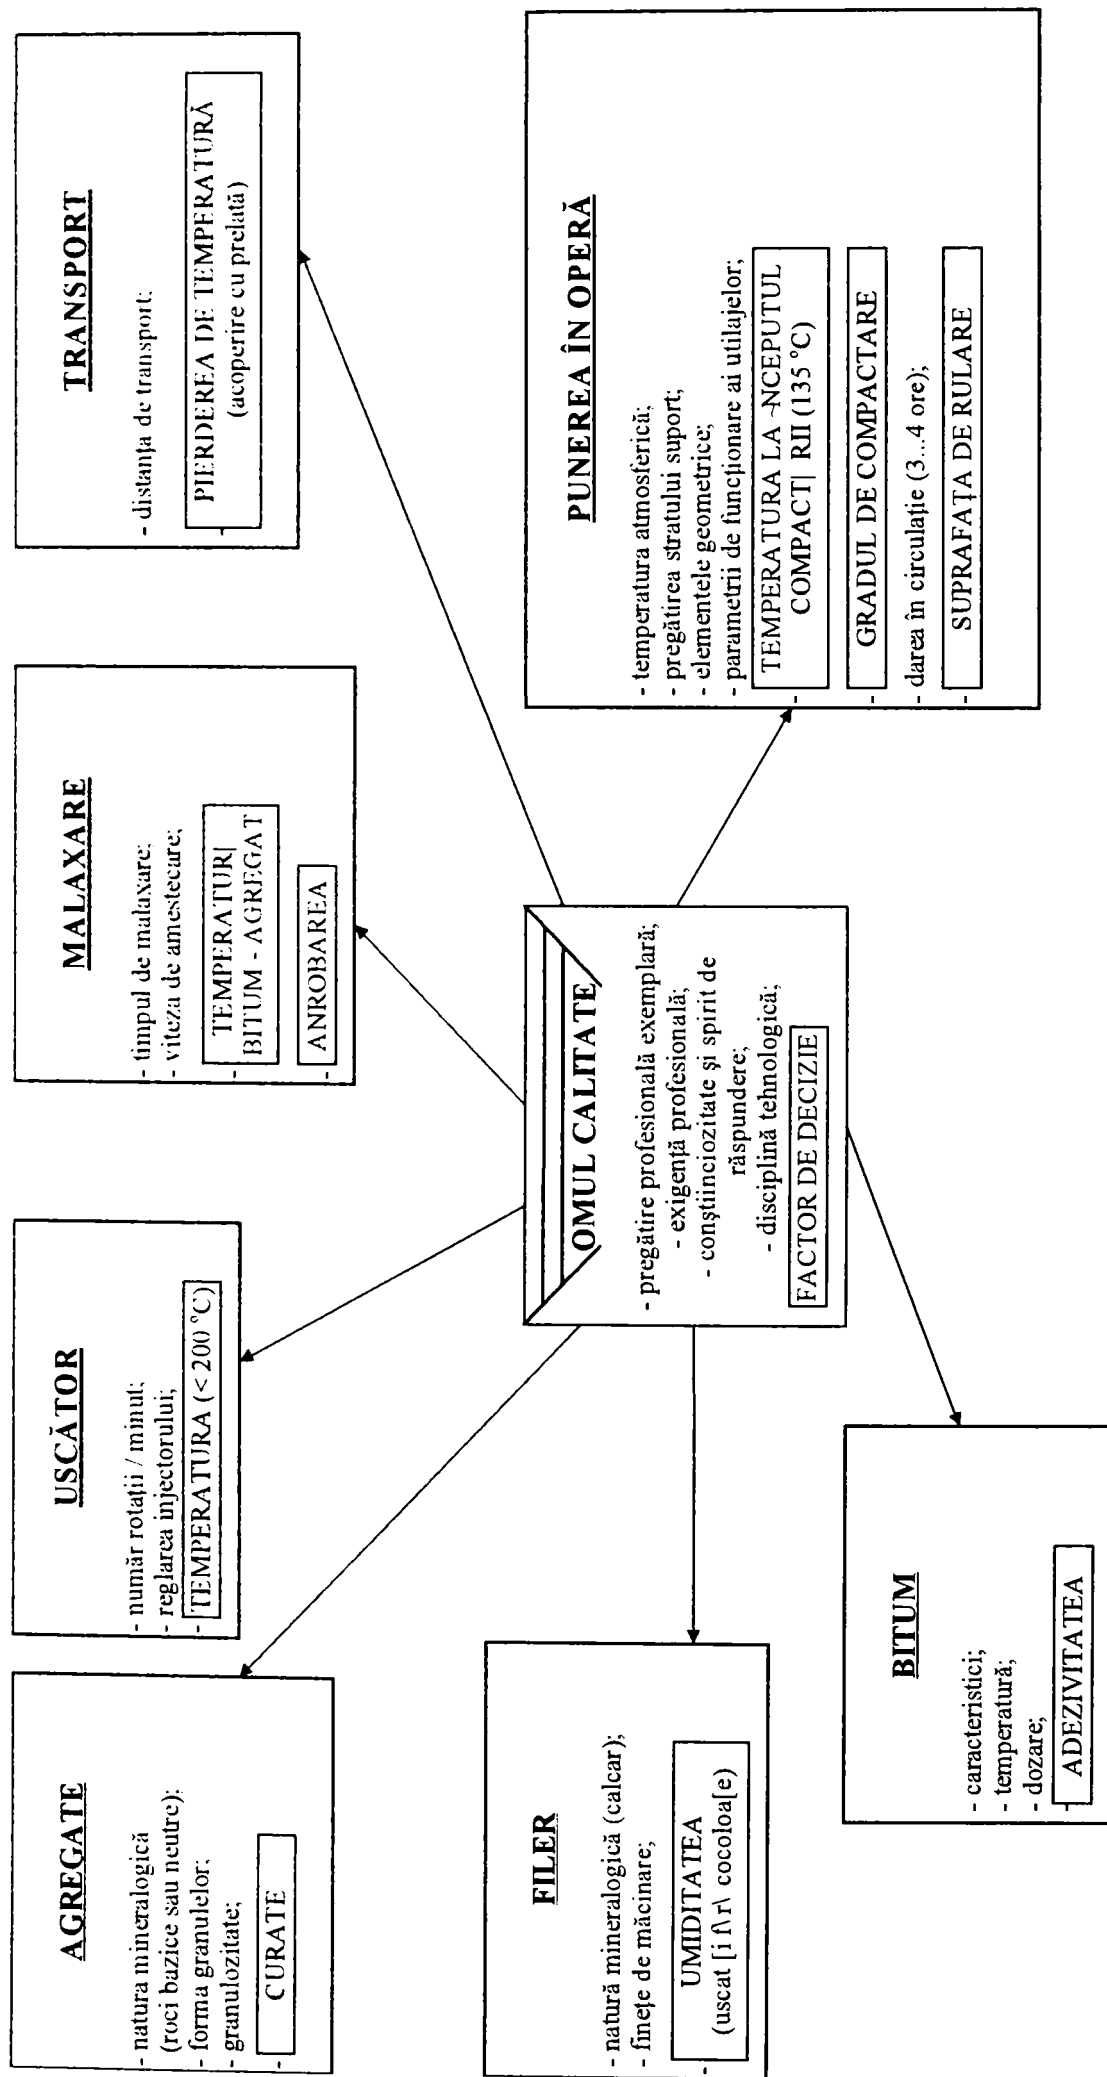 AGREGATE
- natura mineralogică
(roci bazice sau neutre);
- forma granulelor;
- granulozitate;
- CURATE
USCĂTOR
- număr rotații / minut;
- reglarea injectorului;
- TEMPERATURA (< 200 °C)
MALAXARE
- timpul de malaxare;
- viteza de amestecare;
- TEMPERATUR|
BITUM - AGREGAT
- ANROBAREA
TRANSPORT
- distanța de transport;
- PIERDEREA DE TEMPERATURĂ
(acoperire cu prelată)
FILER
- natură mineralogică (calcar);
- finețe de măcinare;
- UMIDITATEA
(uscat [i f\r\ cocoloa[e)
OMUL CALITATE
- pregătire profesională exemplară;
- exigență profesională;
- conștiinciozitate și spirit de
răspundere;
- disciplină tehnologică;
FACTOR DE DECIZIE
PUNEREA ÎN OPERĂ
- temperatura atmosferică;
- pregătirea stratului suport;
- elementele geometrice;
- parametrii de funcționare ai utilajelor;
- TEMPERATURA LA ~NCEPUTUL
COMPACT| RII (135 °C)
- GRADUL DE COMPACTARE
- darea în circulație (3...4 ore);
- SUPRAFAȚA DE RULARE
BITUM
- caracteristici;
- temperatură;
- dozare;
- ADEZIVITATEA